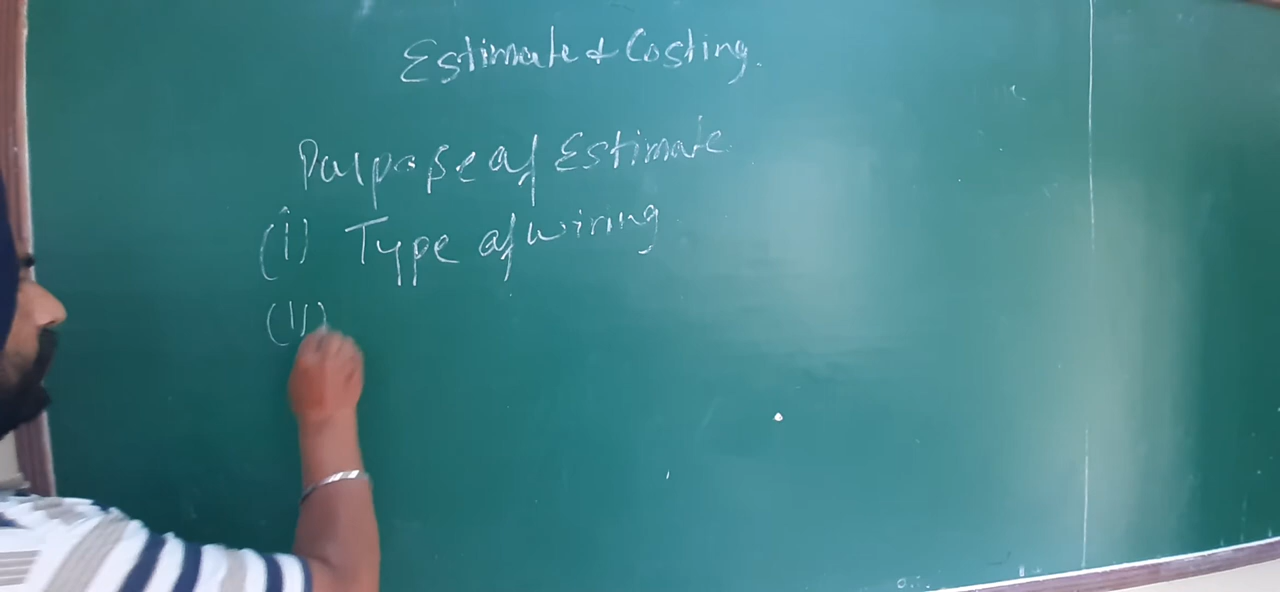 Estimate & Costing.
Purpose of Estimate
(i) Type of wiring
(ii)